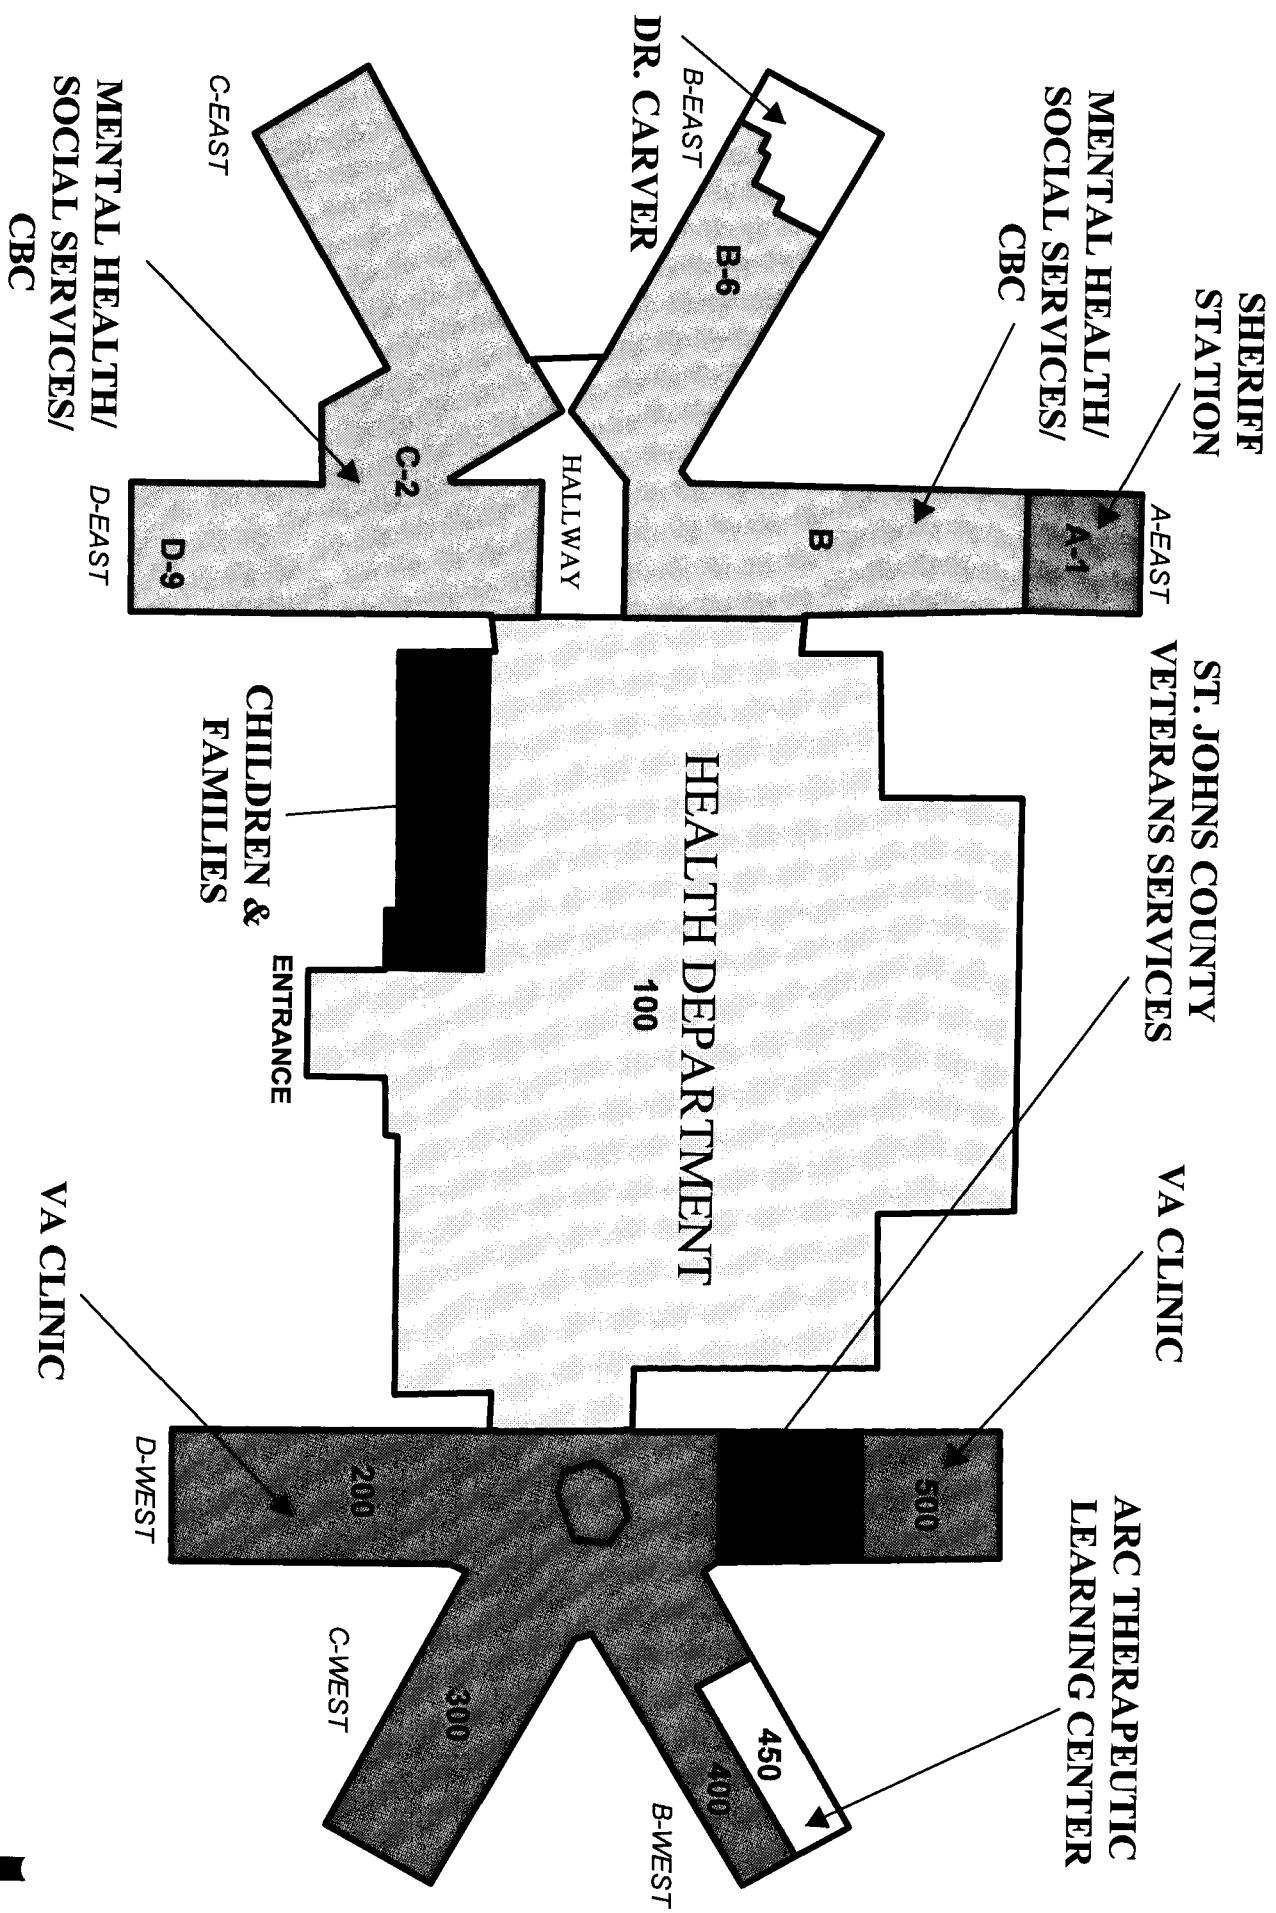 SHERIFF
STATION
A-EAST
A-1
MENTAL HEALTH/
SOCIAL SERVICES/
CBC
B
B-EAST
DR. CARVER
B-6
HALLWAY
C-EAST
MENTAL HEALTH/
SOCIAL SERVICES/
CBC
C-2
D-9
D-EAST
ST. JOHNS COUNTY
VETERANS SERVICES
HEALTH DEPARTMENT
100
CHILDREN &
FAMILIES
ENTRANCE
VA CLINIC
500
VA CLINIC
200
D-WEST
C-WEST
300
ARC THERAPEUTIC
LEARNING CENTER
450
400
B-WEST